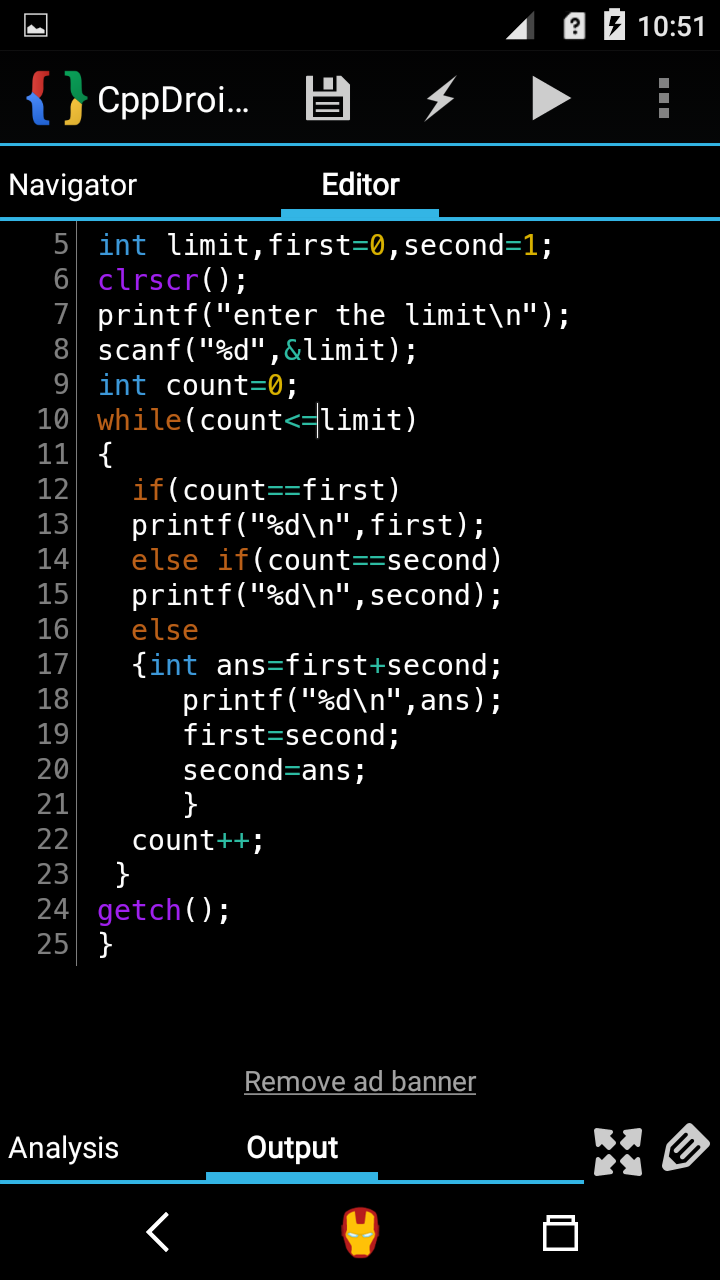 10:51
CppDroi...
Navigator
Editor
5 int limit,first=0,second=1;
6 clrscr();
7 printf("enter the limit\n");
8 scanf("%d",&limit);
9 int count=0;
10 while(count<=limit)
11 {
12 if(count==first)
13 printf("%d\n",first);
14 else if(count==second)
15 printf("%d\n",second);
16 else
17 {int ans=first+second;
18 printf("%d\n",ans);
19 first=second;
20 second=ans;
21 }
22 count++;
23 }
24 getch();
25 }
Remove ad banner
Analysis
Output